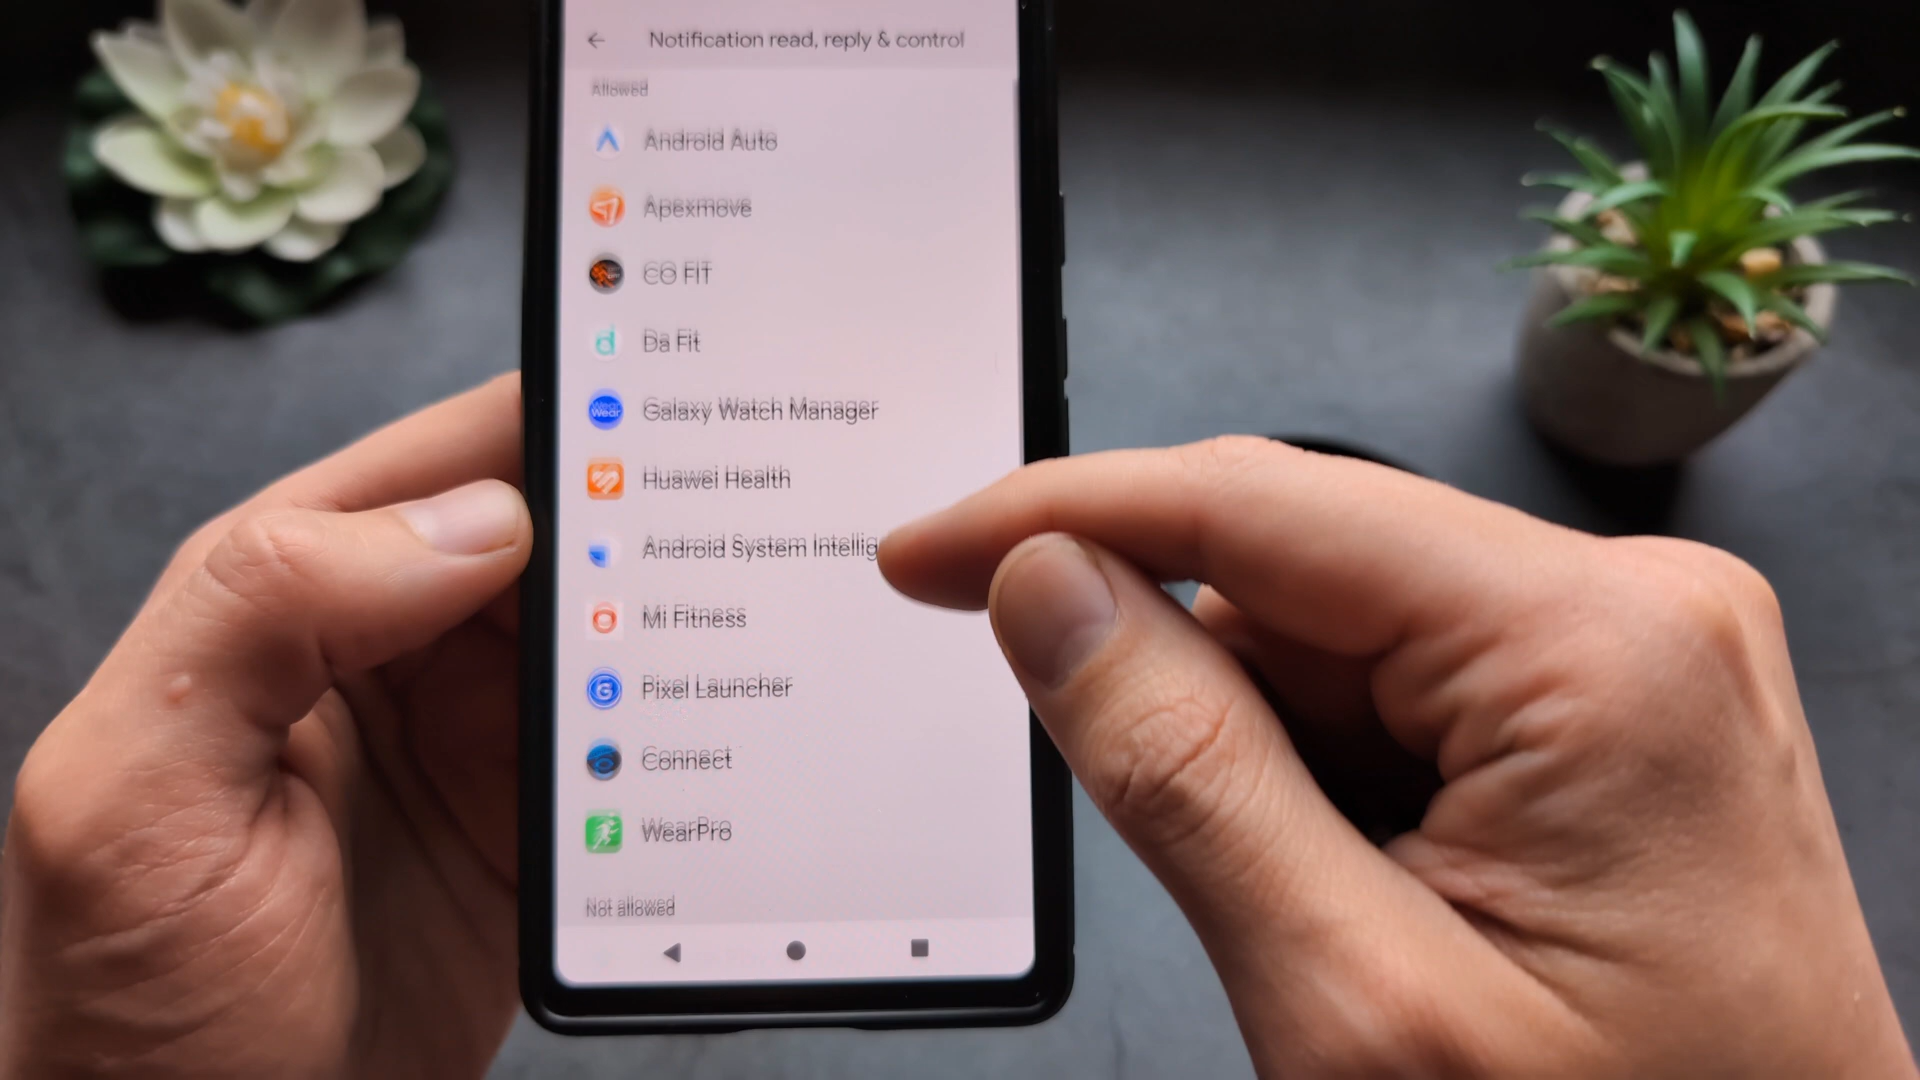 Notification read, reply & control
Allowed
Android Auto
Apexmove
CO FIT
Da Fit
Galaxy Watch Manager
Wear
Huawei Health
Android System Intellig
Mi Fitness
Pixel Launcher
G
Connect
WearPro
Not allowed